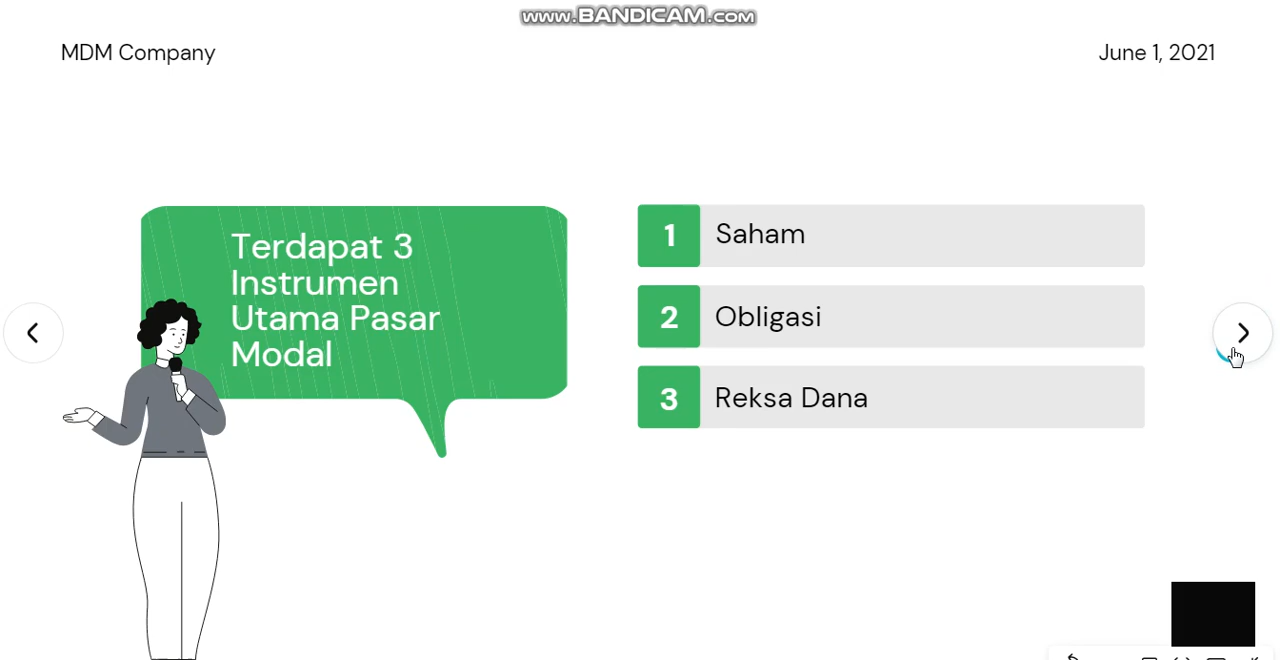 www.BANDICAM.COM
MDM Company
June 1, 2021
Terdapat 3
Instrumen
Utama Pasar
Modal
1 Saham
2 Obligasi
3 Reksa Dana